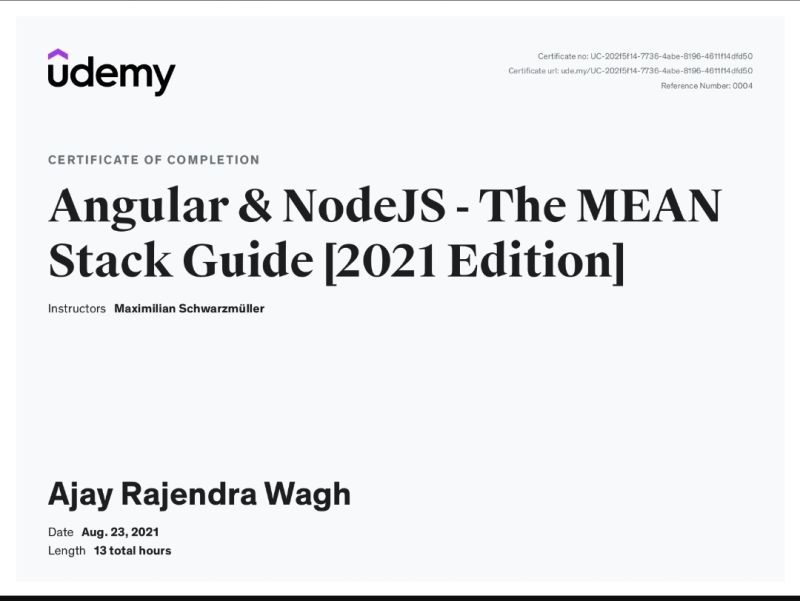 udemy
Certificate no: UC-202f5f14-7736-4abe-8196-4611f14dfd50
Certificate url: ude.my/UC-202f5f14-7736-4abe-8196-4611f14dfd50
Reference Number: 0004
CERTIFICATE OF COMPLETION
Angular & NodeJS - The MEAN
Stack Guide [2021 Edition]
Instructors Maximilian Schwarzmüller
Ajay Rajendra Wagh
Date Aug. 23, 2021
Length 13 total hours